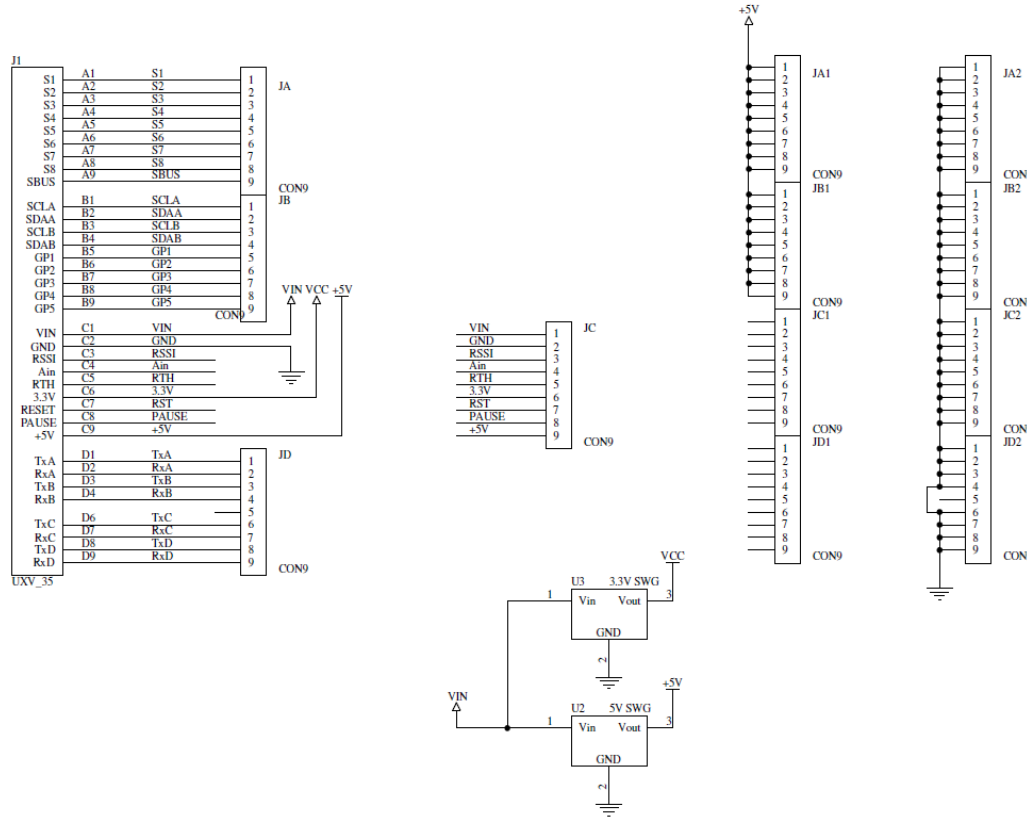 +5V
J1
S1 A1 S1 1 JA
S2 A2 S2 2
S3 A3 S3 3
S4 A4 S4 4
S5 A5 S5 5
S6 A6 S6 6
S7 A7 S7 7
S8 A8 S8 8
SBUS A9 SBUS 9
CON9
JB
SCLA B1 SCLA 1
SDAA B2 SDAA 2
SCLB B3 SCLB 3
SDAB B4 SDAB 4
GP1 B5 GP1 5
GP2 B6 GP2 6
GP3 B7 GP3 7
GP4 B8 GP4 8
GP5 B9 GP5 9
CON9
VIN VCC +5V
VIN C1 VIN
GND C2 GND
RSSI C3 RSSI
Ain C4 Ain
RTH C5 RTH
3.3V C6 3.3V
RESET C7 RST
PAUSE C8 PAUSE
+5V C9 +5V
TxA D1 TxA 1 JD
RxA D2 RxA 2
TxB D3 TxB 3
RxB D4 RxB 4
5
TxC D6 TxC 6
RxC D7 RxC 7
TxD D8 TxD 8
RxD D9 RxD 9
CON9
UXV_35
VIN 1 JC
GND 2
RSSI 3
Ain 4
RTH 5
3.3V 6
RST 7
PAUSE 8
+5V 9
CON9
1 JA1
2
3
4
5
6
7
8
9
CON9
JB1
1
2
3
4
5
6
7
8
9
CON9
JC1
1
2
3
4
5
6
7
8
9
CON9
JD1
1
2
3
4
5
6
7
8
9
CON9
1 JA2
2
3
4
5
6
7
8
9
CON
JB2
1
2
3
4
5
6
7
8
9
CON
JC2
1
2
3
4
5
6
7
8
9
CON
JD2
1
2
3
4
5
6
7
8
9
CON
VCC
U3 3.3V SWG
1 Vin Vout 3
GND
2
+5V
VIN
U2 5V SWG
1 Vin Vout 3
GND
2